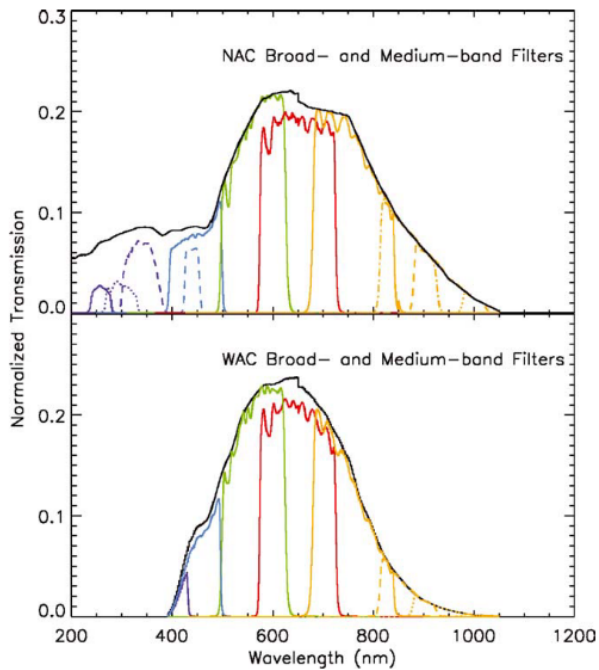 0.3
NAC Broad- and Medium-band Filters
0.2
0.1
0.0
Normalized Transmission
WAC Broad- and Medium-band Filters
0.2
0.1
0.0
200 400 600 800 1000 1200
Wavelength (nm)